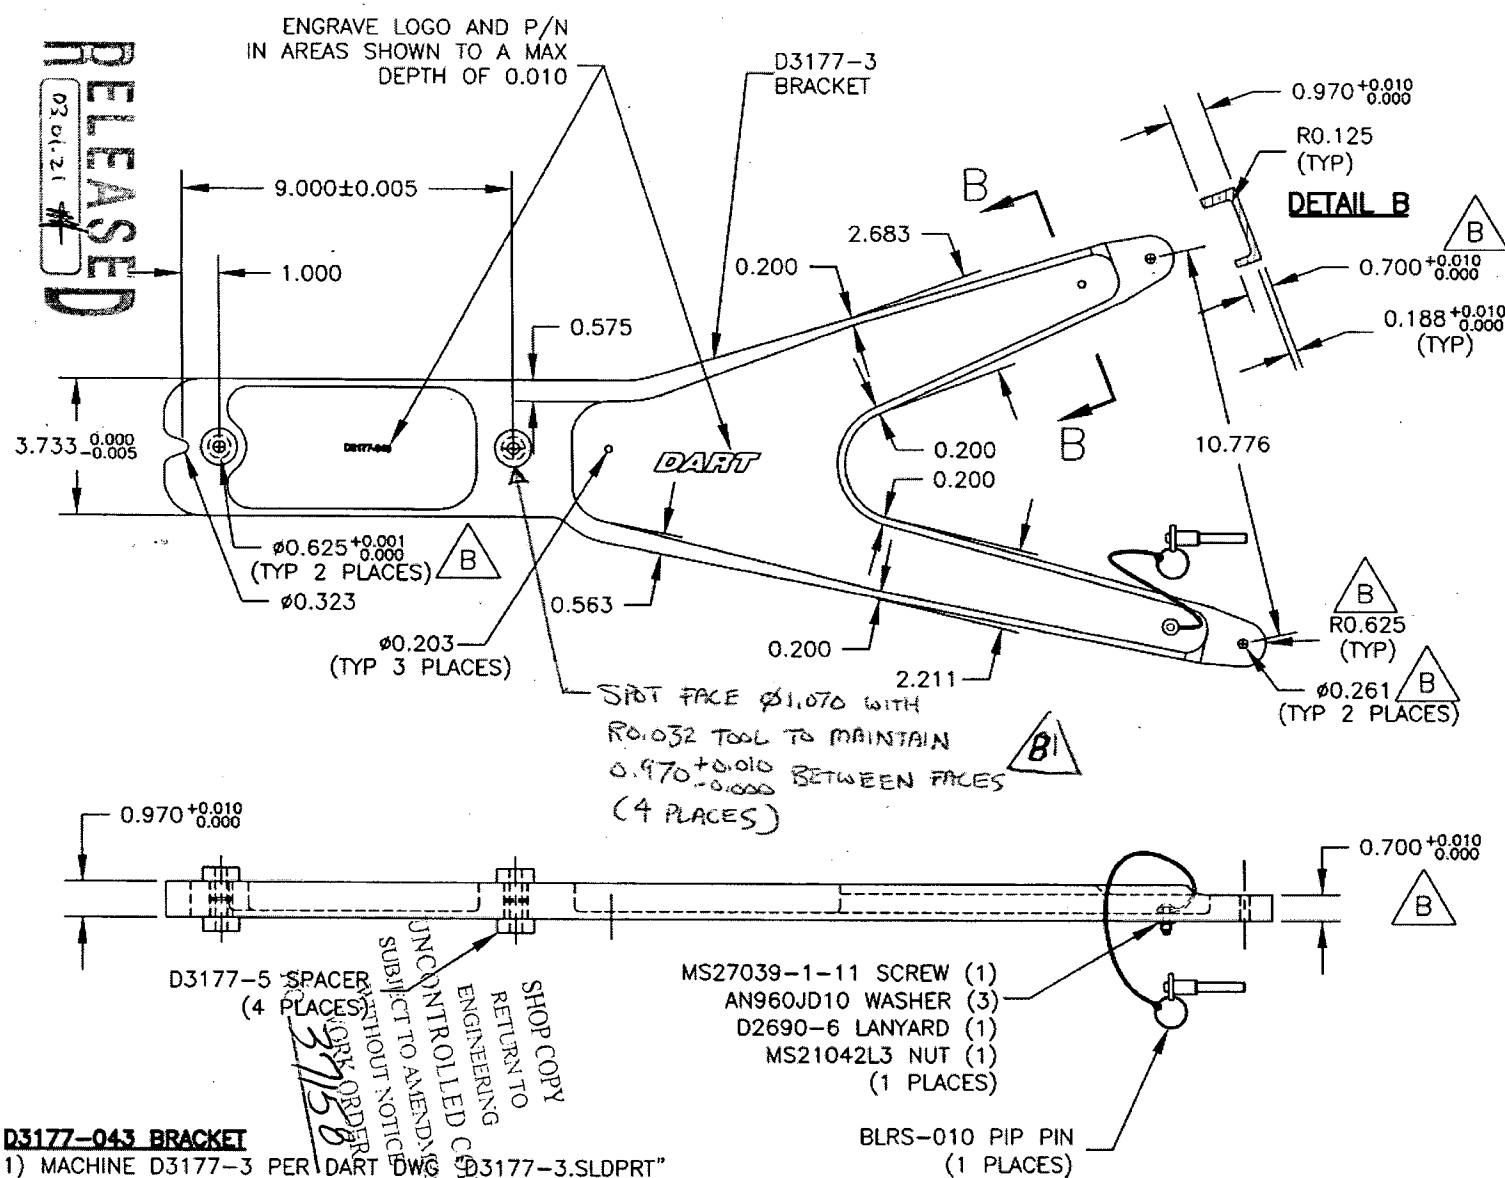 ENGRAVE LOGO AND P/N
IN AREAS SHOWN TO A MAX
DEPTH OF 0.010
D3177-3
BRACKET
RELEASED
03.01.21
0.970 +0.010 0.000
R0.125
(TYP)
DETAIL B
B
0.700 +0.010 0.000
0.188 +0.010 0.000
(TYP)
9.000±0.005
1.000
B
2.683
0.200
0.575
3.733 0.000 -0.005
D3177-043
DART
0.200
0.200
B
10.776
ø0.625 +0.001 0.000
(TYP 2 PLACES)
B
ø0.323
0.563
ø0.203
(TYP 3 PLACES)
0.200
2.211
B
R0.625
(TYP)
ø0.261
B
(TYP 2 PLACES)
SPOT FACE ø1.070 WITH
R0.032 TOOL TO MAINTAIN
0.970 +0.010 -0.000 BETWEEN FACES
(4 PLACES)
B1
0.970 +0.010 0.000
0.700 +0.010 0.000
B
D3177-5 SPACER
(4 PLACES)
SHOP COPY
RETURN TO
ENGINEERING
UNCONTROLLED
SUBJECT TO
WITHOUT NOTICE
WORK ORDER
37158
MS27039-1-11 SCREW (1)
AN960JD10 WASHER (3)
D2690-6 LANYARD (1)
MS21042L3 NUT (1)
(1 PLACES)
BLRS-010 PIP PIN
(1 PLACES)
D3177-043 BRACKET
1) MACHINE D3177-3 PER DART DWG "D3177-3.SLDPRT"